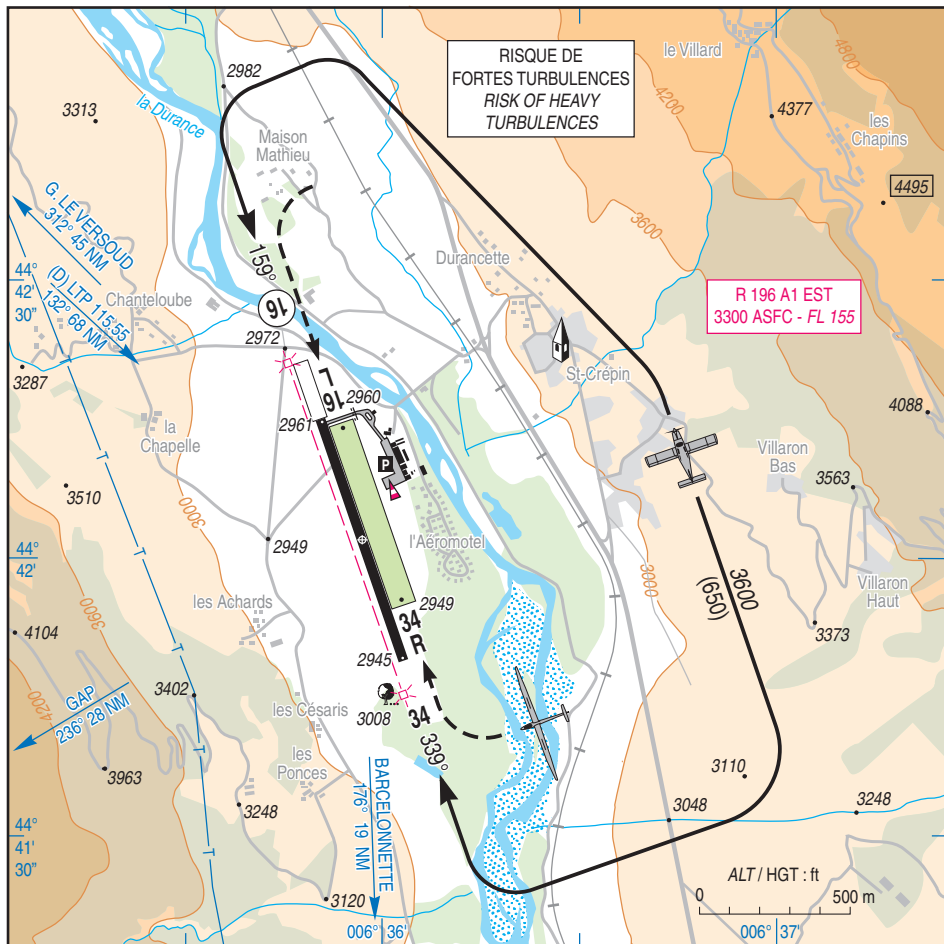 RISQUE DE
FORTES TURBULENCES
RISK OF HEAVY
TURBULENCES
le Villard
4800
4200
4377
les
Chapins
4495
2982
3313
la Durance
Maison
Mathieu
3600
G. LE VERSOUD
312° 45 NM
(D) LTP 115.55
132° 68 NM
44°
42'
30"
159°
Durancette
R 196 A1 EST
3300 ASFC - FL 155
Chanteloube
16
2972
St-Crépin
3287
16
L
2960
2961
4088
la
Chapelle
P
Villaron
Bas
3563
3510
3000
2949
l'Aéromotel
44°
42'
3000
3600
(650)
Villaron
Haut
les Achards
2949
34
R
3373
4104
3600
2945
3402
GAP
236° 28 NM
4200
3008
34
339°
les Césaris
3963
les
Ponces
3110
BARCELONNETTE
176° 19 NM
3248
3048
3248
44°
41'
30"
3120
ALT / HGT : ft
0
500 m
006° 36'
006° 37'
T
T
T
T
T